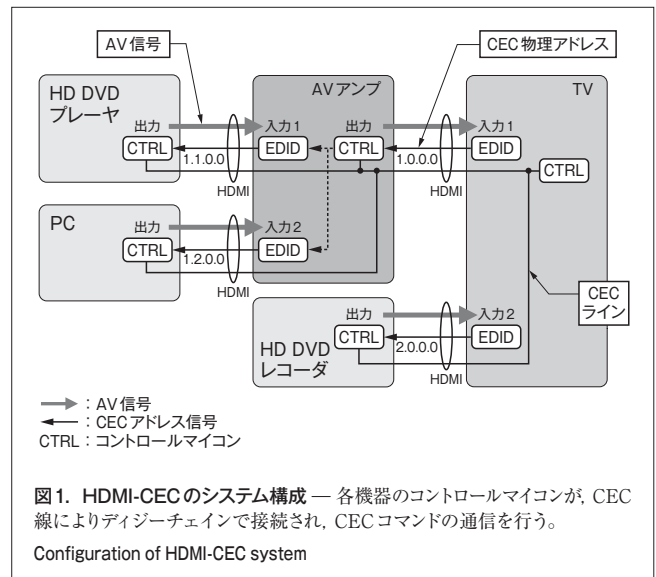 AV信号
CEC物理アドレス
HD DVD
プレーヤ
AVアンプ
TV
出力
入力1
出力
入力1
CTRL
EDID
CTRL
EDID
1.1.0.0
1.0.0.0
CTRL
HDMI
HDMI
PC
出力
入力2
CTRL
EDID
1.2.0.0
HDMI
CEC
ライン
出力
入力2
CTRL
EDID
HD DVD
レコーダ
2.0.0.0
HDMI
：AV信号
：CECアドレス信号
CTRL：コントロールマイコン
図1. HDMI-CECのシステム構成 — 各機器のコントロールマイコンが，CEC
線によりディジーチェインで接続され，CECコマンドの通信を行う。
Configuration of HDMI-CEC system